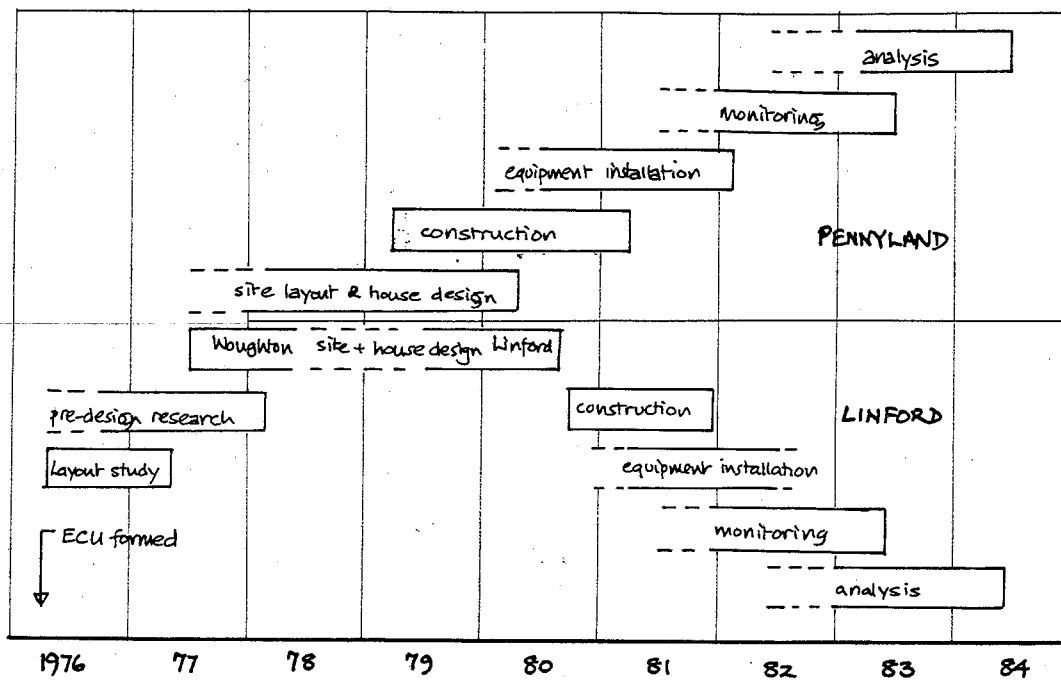 analysis
monitoring
equipment installation
construction
PENNYLAND
site layout & house design
Woughton site + house design Linford
pre-design research
construction
LINFORD
Layout study
equipment installation
ECU formed
monitoring
analysis
1976 77 78 79 80 81 82 83 84